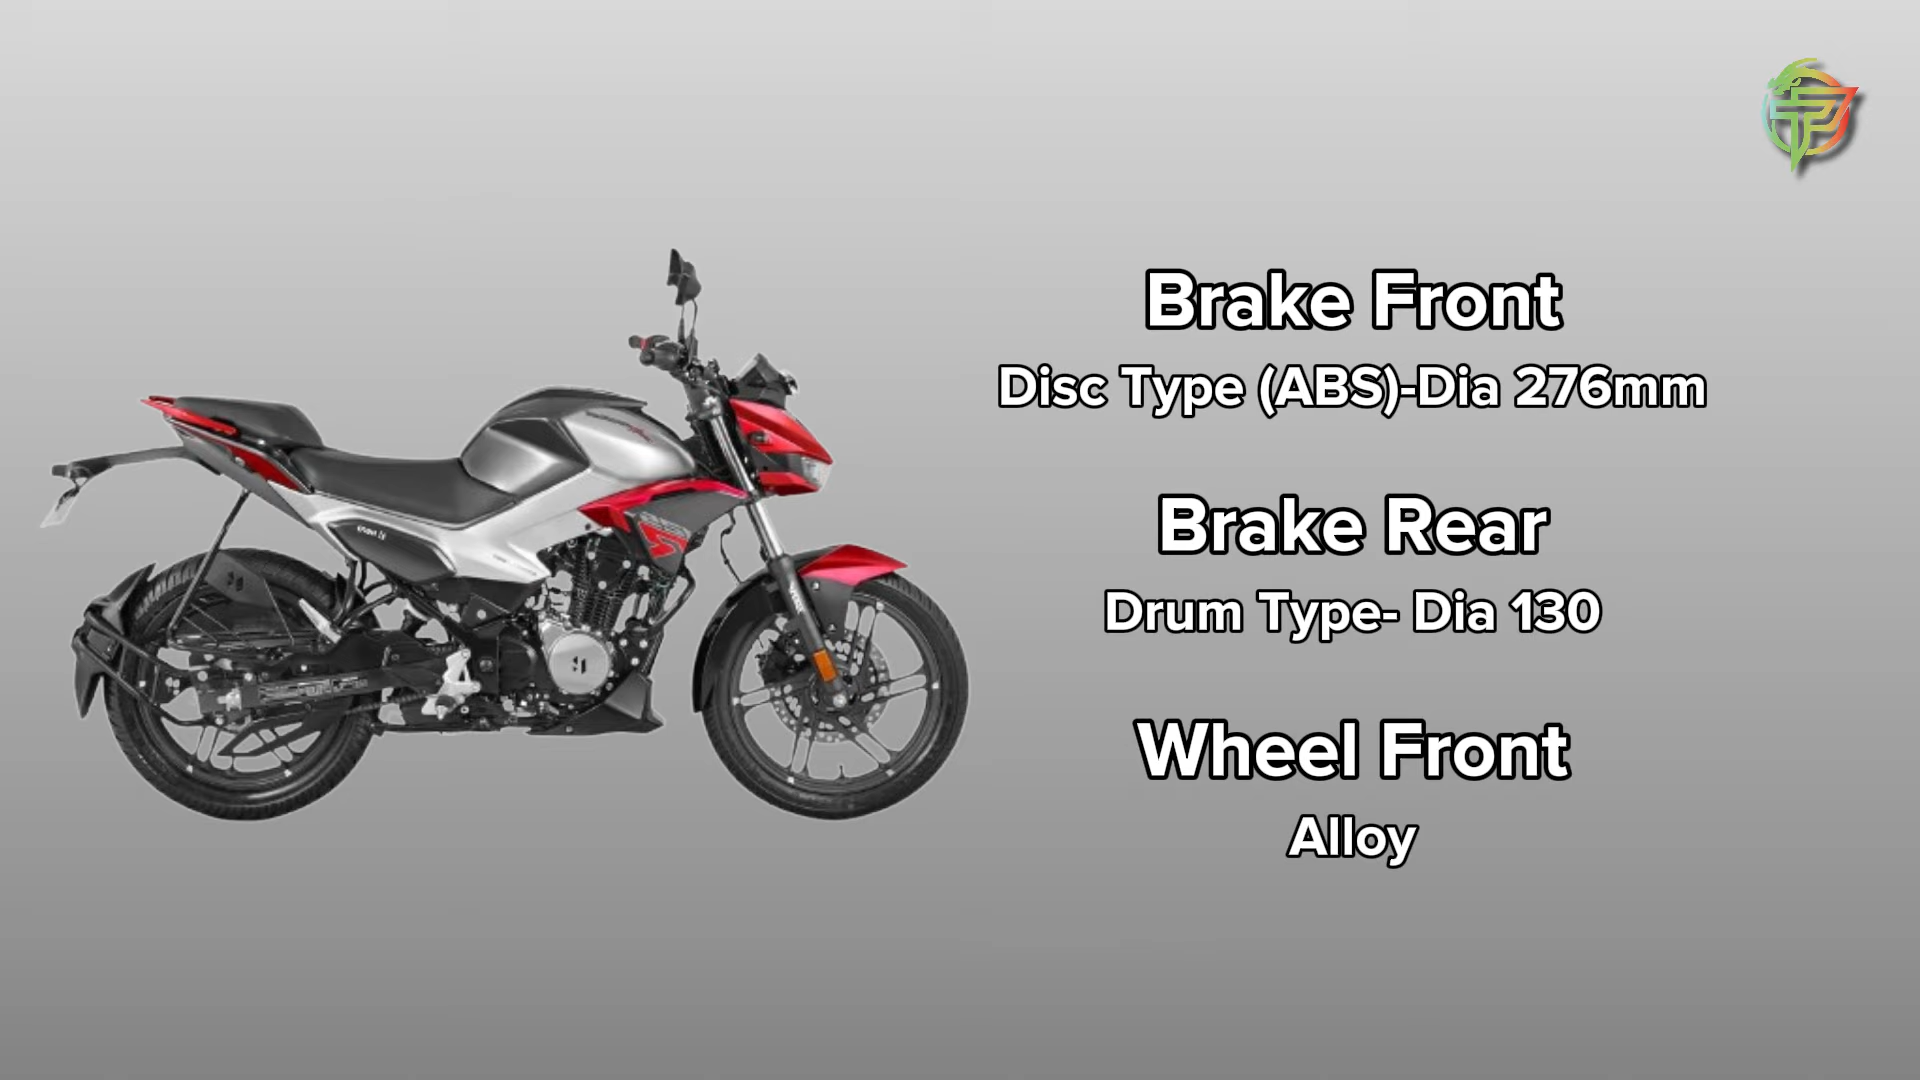 Brake Front
Disc Type (ABS)-Dia 276mm
Brake Rear
Drum Type- Dia 130
Wheel Front
Alloy